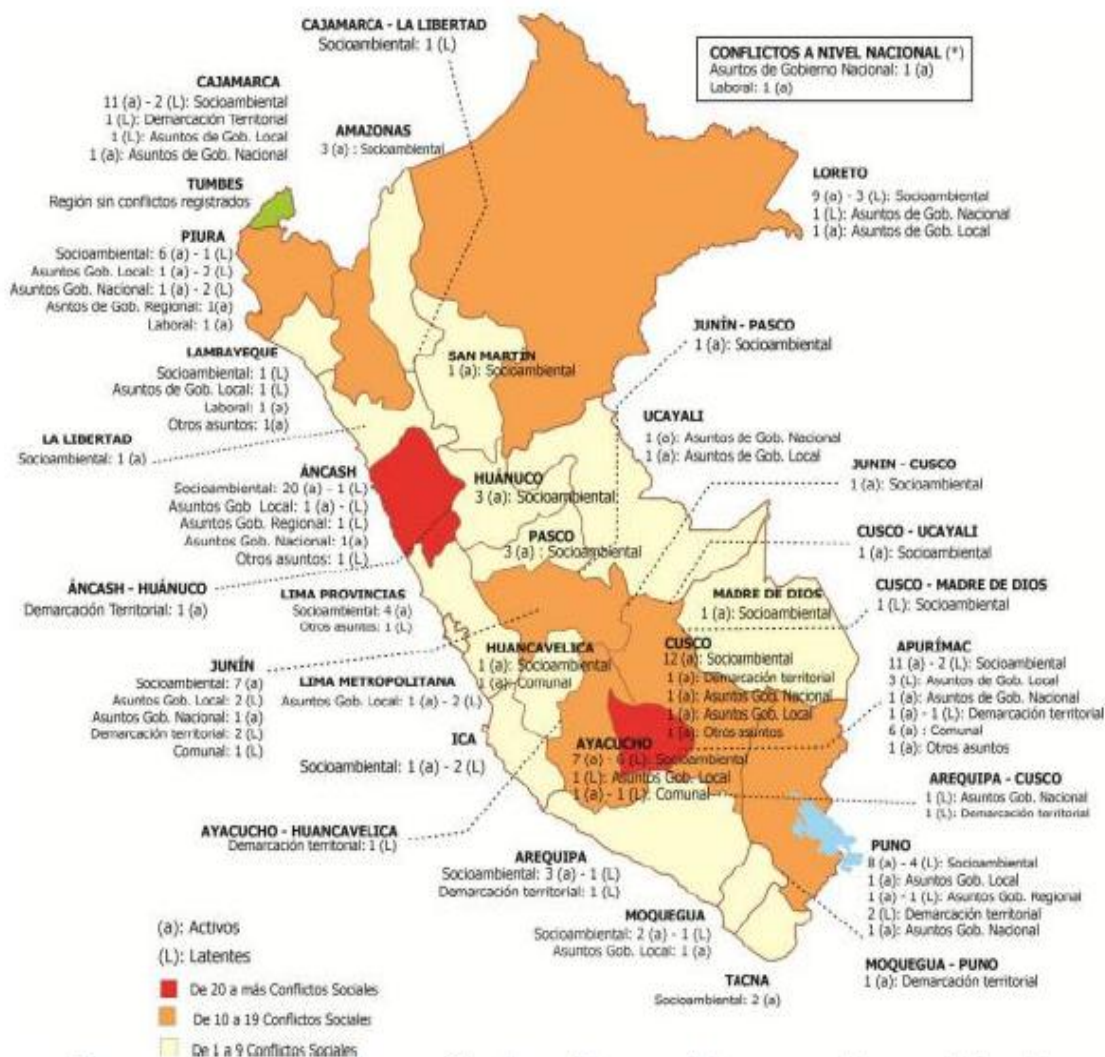 CAJAMARCA - LA LIBERTAD
Socioambiental: 1 (L)
CONFLICTOS A NIVEL NACIONAL (*)
Asuntos de Gobierno Nacional: 1 (a)
Laboral: 1 (a)
CAJAMARCA
11 (a) - 2 (L): Socioambiental
1 (L): Demarcación Territorial
1 (L): Asuntos de Gob. Local
1 (a): Asuntos de Gob. Nacional
AMAZONAS
3 (a) : Socioambiental
LORETO
9 (a) - 3 (L): Socioambiental
1 (L): Asuntos de Gob. Nacional
1 (a): Asuntos de Gob. Local
TUMBES
Región sin conflictos registrados
PIURA
Socioambiental: 6 (a) - 1 (L)
Asuntos Gob. Local: 1 (a) - 2 (L)
Asuntos Gob. Nacional: 1 (a) - 2 (L)
Asntos de Gob. Regional: 1(a)
Laboral: 1 (a)
JUNÍN - PASCO
1 (a): Socioambiental
LAMBAYEQUE
Socioambiental: 1 (L)
Asuntos de Gob. Local: 1 (L)
Laboral: 1 (a)
Otros asuntos: 1(a)
SAN MARTÍN
1 (a): Socioambiental
UCAYALI
1 (a): Asuntos de Gob. Nacional
1 (a): Asuntos de Gob. Local
LA LIBERTAD
Socioambiental: 1 (a)
JUNIN - CUSCO
1 (a): Socioambiental
ÁNCASH
Socioambiental: 20 (a) - 1 (L)
Asuntos Gob Local: 1 (a) - (L)
Asuntos Gob. Regional: 1 (L)
Asuntos Gob. Nacional: 1(a)
Otros asuntos: 1 (L)
HUÁNUCO
3 (a): Socioambiental
PASCO
3 (a) : Socioambiental
CUSCO - UCAYALI
1 (a): Socioambiental
ÁNCASH - HUÁNUCO
Demarcación Territorial: 1 (a)
LIMA PROVINCIAS
Socioambiental: 4 (a)
Otros asuntos: 1 (L)
MADRE DE DIOS
1 (a): Socioambiental
CUSCO - MADRE DE DIOS
1 (L): Socioambiental
JUNÍN
Socioambiental: 7 (a)
Asuntos Gob. Local: 2 (L)
Asuntos Gob. Nacional: 1 (a)
Demarcación territorial: 2 (L)
Comunal: 1 (L)
HUANCAVELICA
1 (a): Socioambiental
1 (a): Comunal
CUSCO
12 (a): Socioambiental
1 (a): Demarcación territorial
1 (a): Asuntos Gob. Nacional
1 (a): Asuntos Gob. Local
1 (a): Otros asuntos
APURÍMAC
11 (a) - 2 (L): Socioambiental
3 (L): Asuntos de Gob. Local
1 (a): Asuntos de Gob. Nacional
1 (a) - 1 (L): Demarcación territorial
6 (a) : Comunal
1 (a): Otros asuntos
LIMA METROPOLITANA
Asuntos Gob. Local: 1 (a) - 2 (L)
ICA
Socioambiental: 1 (a) - 2 (L)
AYACUCHO
7 (a) - 6 (L): Socioambiental
1 (L): Asuntos Gob. Local
1 (a) - 1 (L): Comunal
AREQUIPA - CUSCO
1 (L): Asuntos Gob. Nacional
1 (L): Demarcación territorial
AYACUCHO - HUANCAVELICA
Demarcación territorial: 1 (L)
AREQUIPA
Socioambiental: 3 (a) - 1 (L)
Demarcación territorial: 1 (L)
PUNO
8 (a) - 4 (L): Socioambiental
1 (a): Asuntos Gob. Local
1 (a) - 1 (L): Asuntos Gob. Regional
2 (L): Demarcación territorial
1 (a): Asuntos Gob. Nacional
MOQUEGUA
Socioambiental: 2 (a) - 1 (L)
Asuntos Gob. Local: 1 (a)
MOQUEGUA - PUNO
1 (a): Demarcación territorial
TACNA
Socioambiental: 2 (a)
(a): Activos
(L): Latentes
De 20 a más Conflictos Sociales
De 10 a 19 Conflictos Sociales
De 1 a 9 Conflictos Sociales